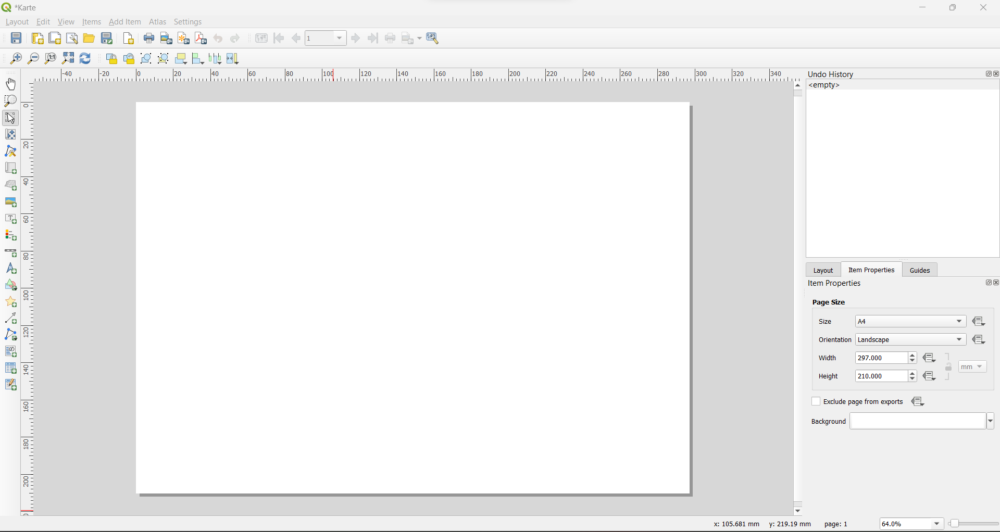 *Karte
Layout Edit View Items Add Item Atlas Settings
1
-40 -20 0 20 40 60 80 100 120 140 160 180 200 220 240 260 280 300 320 340
0
20
40
60
80
100
120
140
160
180
200
Undo History
<empty>
Layout Item Properties Guides
Item Properties
Page Size
Size A4
Orientation Landscape
Width 297.000
mm
Height 210.000
Exclude page from exports
Background
x: 105.681 mm y: 219.19 mm page: 1 64.0%